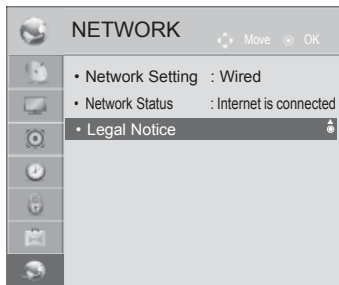 NETWORK
Move OK
• Network Setting : Wired
• Network Status : Internet is connected
• Legal Notice